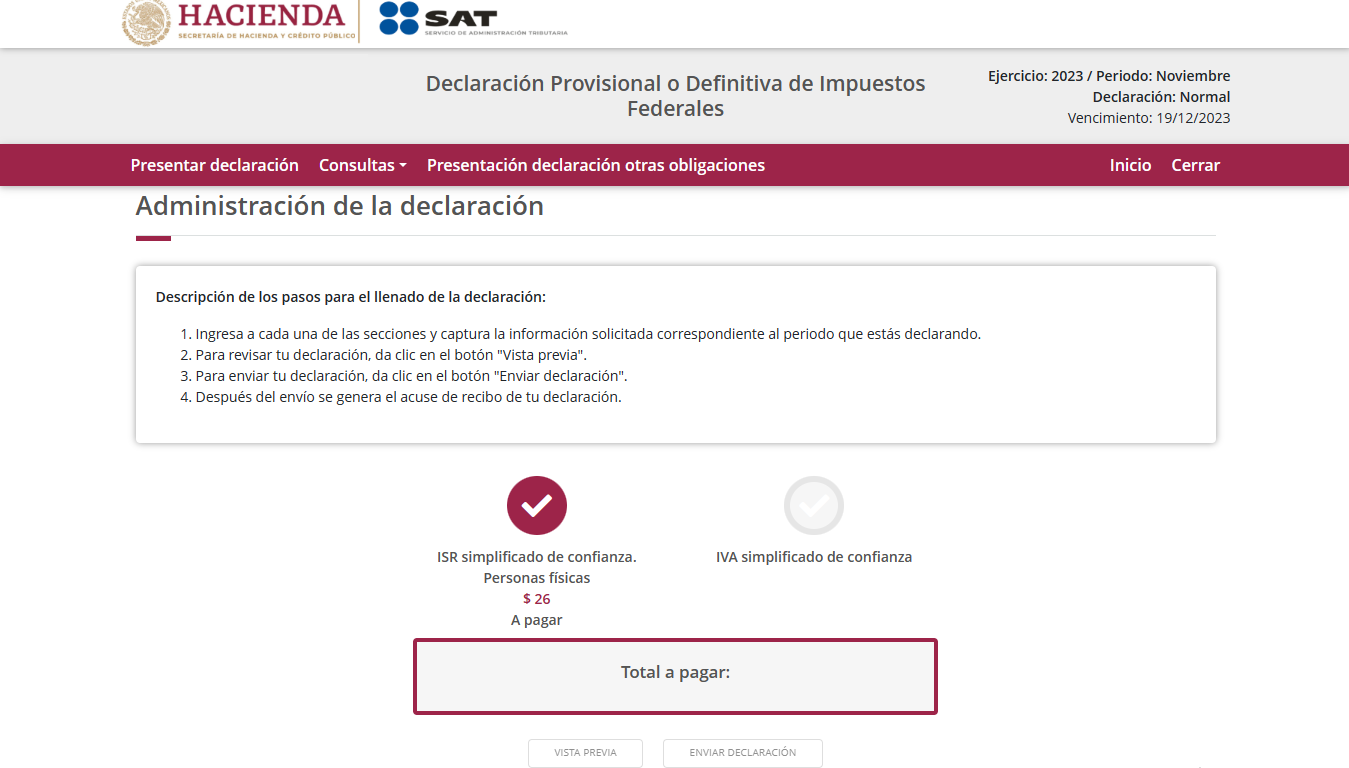 HACIENDA
SECRETARÍA DE HACIENDA Y CRÉDITO PÚBLICO
SAT
SERVICIO DE ADMINISTRACIÓN TRIBUTARIA
Declaración Provisional o Definitiva de Impuestos
Federales
Ejercicio: 2023 / Periodo: Noviembre
Declaración: Normal
Vencimiento: 19/12/2023
Presentar declaración Consultas Presentación declaración otras obligaciones Inicio Cerrar
Administración de la declaración
Descripción de los pasos para el llenado de la declaración:
1. Ingresa a cada una de las secciones y captura la información solicitada correspondiente al periodo que estás declarando.
2. Para revisar tu declaración, da clic en el botón "Vista previa".
3. Para enviar tu declaración, da clic en el botón "Enviar declaración".
4. Después del envío se genera el acuse de recibo de tu declaración.
ISR simplificado de confianza.
Personas físicas
$ 26
A pagar
IVA simplificado de confianza
Total a pagar:
VISTA PREVIA
ENVIAR DECLARACIÓN